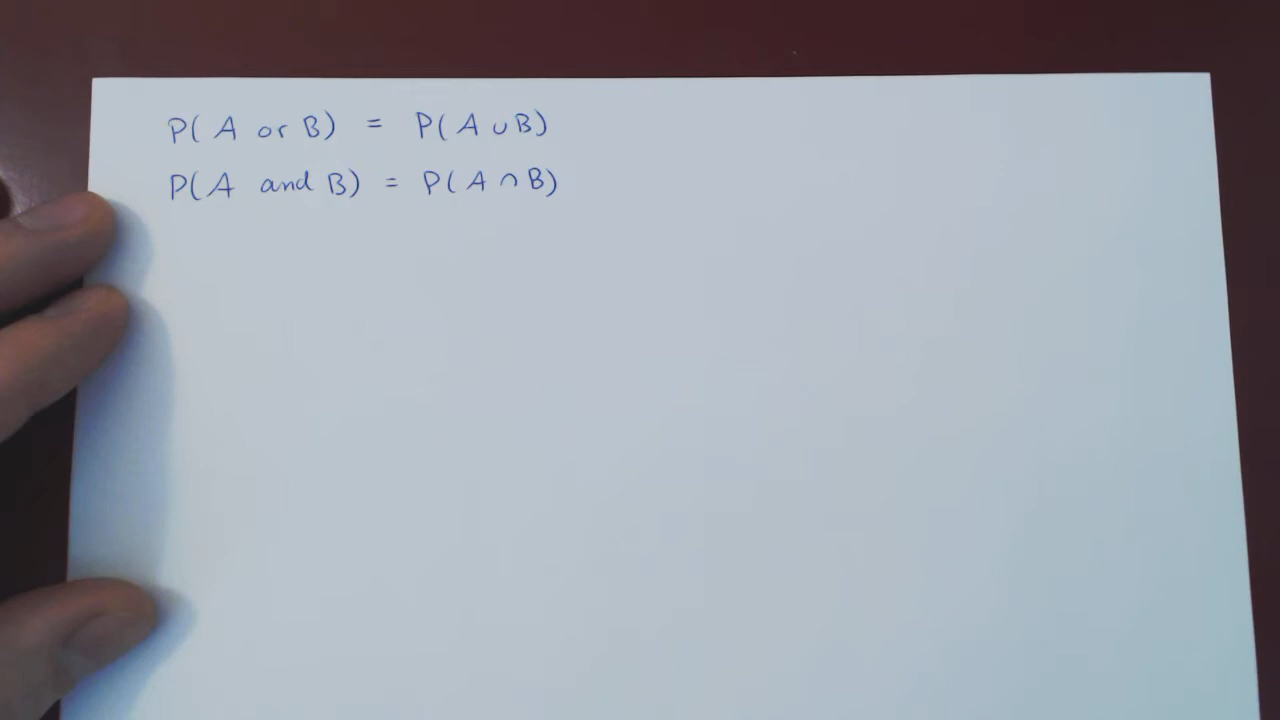 P(A or B) = P(A ∪ B)
P(A and B) = P(A ∩ B)